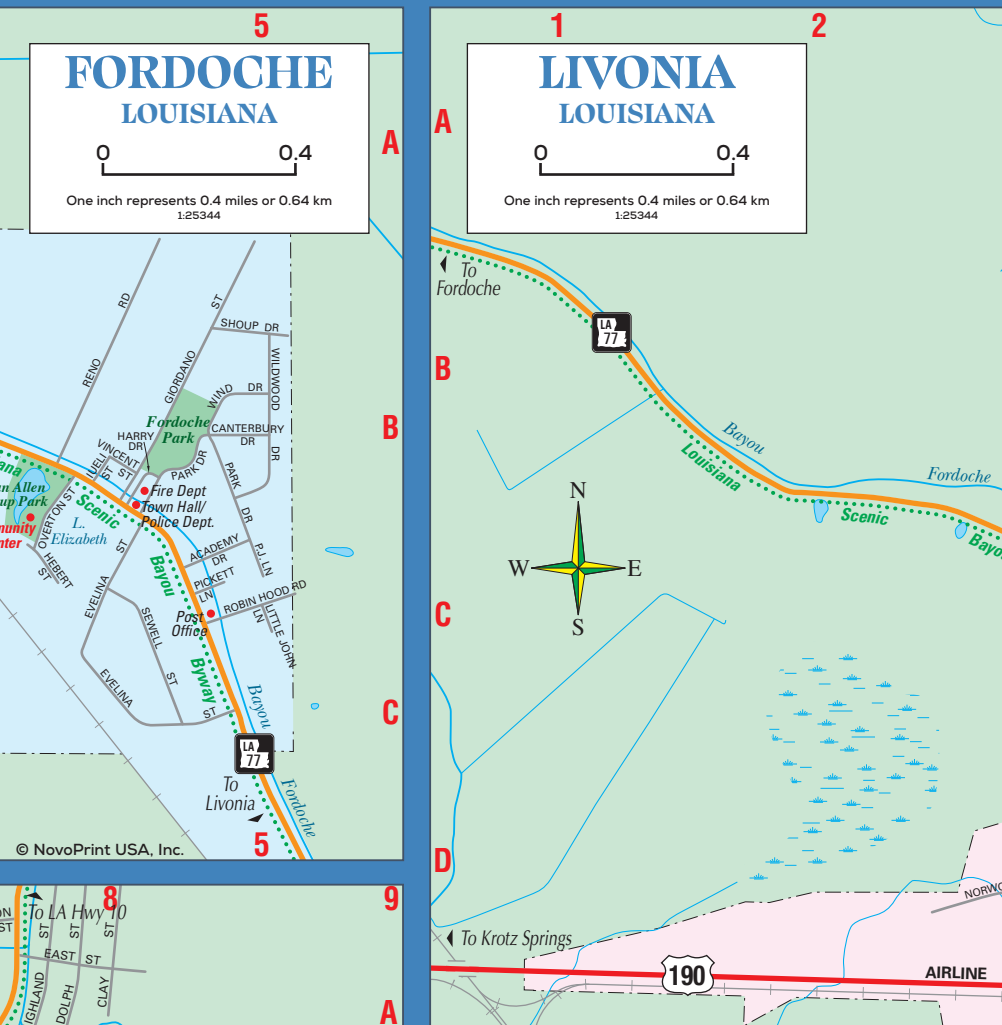 5
FORDOCHE
LOUISIANA
0 0.4
One inch represents 0.4 miles or 0.64 km
1:25344
A
RENO RD
GIORDANO ST
SHOUP DR
WILDWOOD DR
WIND DR
Fordoche
Park
CANTERBURY
DR
B
HARRY
DR
VINCENT
ST
ST
PARK DR
PARK DR
Fire Dept
Town Hall/
Police Dept.
OVERTON ST
L.
Elizabeth
Scenic
Bayou
Byway
HEBERT
ST
ACADEMY
DR
P.J. LN
PICKETT
LN
ROBIN HOOD RD
LITTLE JOHN
LN
Post
Office
EVELINA ST
SEWELL ST
EVELINA ST
C
Bayou
Fordoche
LA
77
To
Livonia
5
© NovoPrint USA, Inc.
1
2
LIVONIA
LOUISIANA
0 0.4
One inch represents 0.4 miles or 0.64 km
1:25344
A
To
Fordoche
LA
77
B
Bayou
Fordoche
Louisiana
Scenic
N
W E
S
C
D
To Krotz Springs
190
AIRLINE
8
9
To LA Hwy 10
ST
ST
ST
ST
EAST ST
CLAY
A